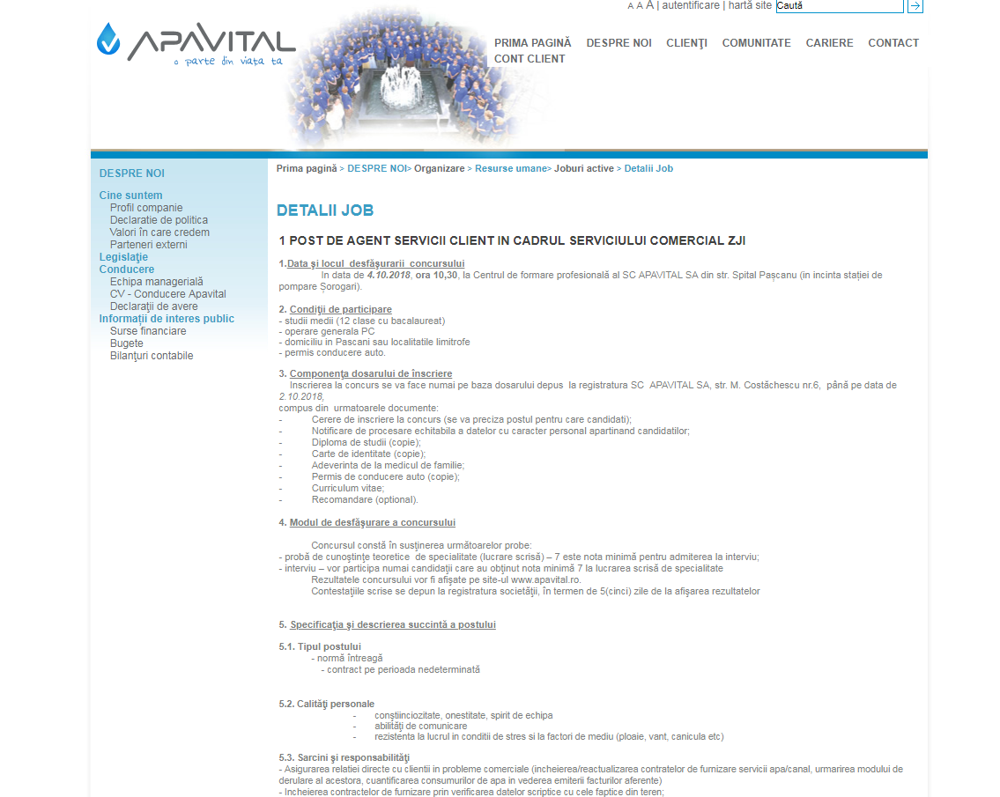 A A A | autentificare | hartă site Caută
APAVITAL
o parte din viata ta
PRIMA PAGINĂ DESPRE NOI CLIENŢI COMUNITATE CARIERE CONTACT
CONT CLIENT
DESPRE NOI
Cine suntem
Profil companie
Declaratie de politica
Valori în care credem
Parteneri externi
Legislaţie
Conducere
Echipa managerială
CV - Conducere Apavital
Declaraţii de avere
Informații de interes public
Surse financiare
Bugete
Bilanţuri contabile
Prima pagină > DESPRE NOI> Organizare > Resurse umane> Joburi active > Detalii Job
DETALII JOB
1 POST DE AGENT SERVICII CLIENT IN CADRUL SERVICIULUI COMERCIAL ZJI
1.Data şi locul desfăşurarii concursului
In data de 4.10.2018, ora 10,30, la Centrul de formare profesională al SC APAVITAL SA din str. Spital Pașcanu (in incinta stației de
pompare Șorogari).
2. Condiţii de participare
- studii medii (12 clase cu bacalaureat)
- operare generala PC
- domiciliu in Pascani sau localitatile limitrofe
- permis conducere auto.
3. Componenţa dosarului de înscriere
Inscrierea la concurs se va face numai pe baza dosarului depus la registratura SC APAVITAL SA, str. M. Costăchescu nr.6, până pe data de
2.10.2018,
compus din urmatoarele documente:
- Cerere de inscriere la concurs (se va preciza postul pentru care candidati);
- Notificare de procesare echitabila a datelor cu caracter personal apartinand candidatilor;
- Diploma de studii (copie);
- Carte de identitate (copie);
- Adeverinta de la medicul de familie;
- Permis de conducere auto (copie);
- Curriculum vitae;
- Recomandare (optional).
4. Modul de desfăşurare a concursului
Concursul constă în susţinerea următoarelor probe:
- probă de cunoştinţe teoretice de specialitate (lucrare scrisă) – 7 este nota minimă pentru admiterea la interviu;
- interviu – vor participa numai candidaţii care au obţinut nota minimă 7 la lucrarea scrisă de specialitate
Rezultatele concursului vor fi afişate pe site-ul www.apavital.ro.
Contestaţiile scrise se depun la registratura societăţii, în termen de 5(cinci) zile de la afişarea rezultatelor
5. Specificaţia şi descrierea succintă a postului
5.1. Tipul postului
- normă întreagă
- contract pe perioada nedeterminată
5.2. Calităţi personale
- conştiinciozitate, onestitate, spirit de echipa
- abilităţi de comunicare
- rezistenta la lucrul in conditii de stres si la factori de mediu (ploaie, vant, canicula etc)
5.3. Sarcini şi responsabilităţi
- Asigurarea relatiei directe cu clientii in probleme comerciale (incheierea/reactualizarea contratelor de furnizare servicii apa/canal, urmarirea modului de
derulare al acestora, cuantificarea consumurilor de apa in vederea emiterii facturilor aferente)
- Incheierea contractelor de furnizare prin verificarea datelor scriptice cu cele faptice din teren;